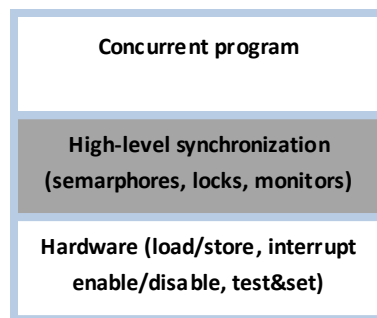 Concurrent program
High-level synchronization
(semarphores, locks, monitors)
Hardware (load/store, interrupt
enable/disable, test&set)